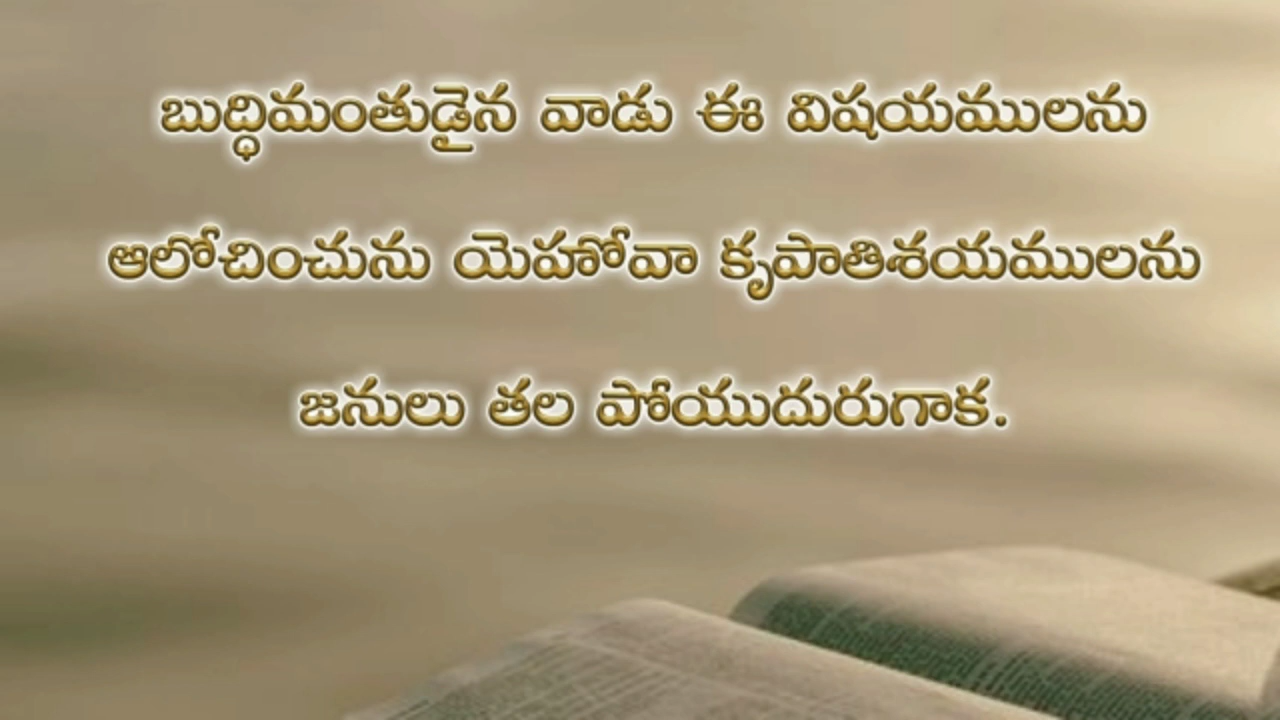 బుద్ధిమంతుడైన వాడు ఈ విషయములను
ఆలోచించును యెహోవా కృపాతిశయములను
జనులు తల పోయుదురుగాక.